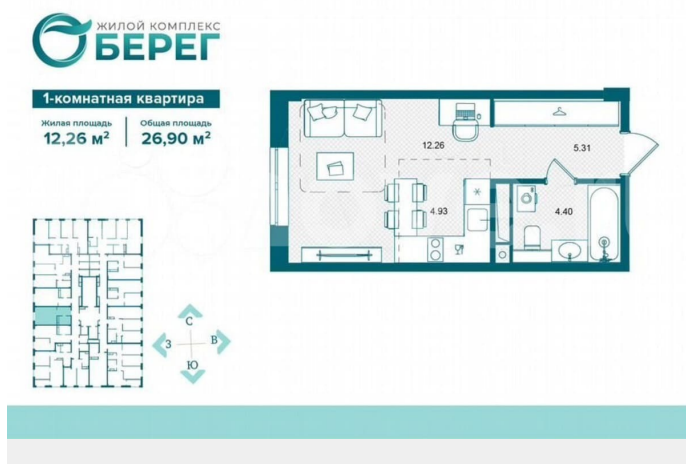 ЖИЛОЙ КОМПЛЕКС
БЕРЕГ
1-комнатная квартира
Жилая площадь
12,26 м²
Общая площадь
26,90 м²
12.26
5.31
4.93
4.40
С
З
В
Ю